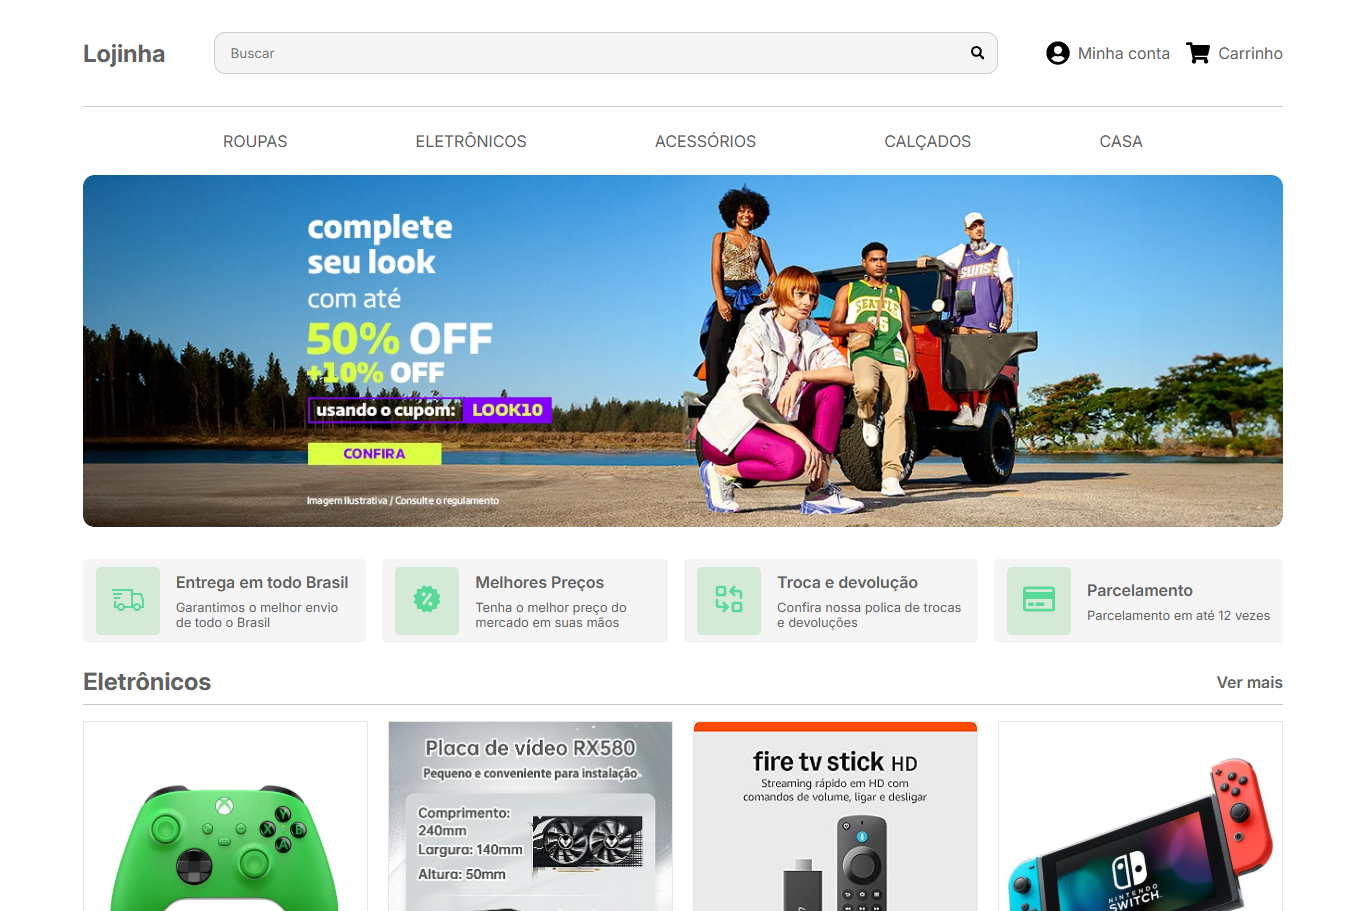 Lojinha
Buscar
Minha conta
Carrinho
ROUPAS
ELETRÔNICOS
ACESSÓRIOS
CALÇADOS
CASA
complete
seu look
com até
50% OFF
+10% OFF
usando o cupom: LOOK10
CONFIRA
Imagem Ilustrativa / Consulte o regulamento
SUNS
SEATTLE
Entrega em todo Brasil
Garantimos o melhor envio
de todo o Brasil
Melhores Preços
Tenha o melhor preço do
mercado em suas mãos
Troca e devolução
Confira nossa polica de trocas
e devoluções
Parcelamento
Parcelamento em até 12 vezes
Eletrônicos
Ver mais
Y
X
B
A
Placa de vídeo RX580
Pequeno e conveniente para instalação
Comprimento:
240mm
Largura: 140mm
Altura: 50mm
fire tv stick HD
Streaming rápido em HD com
comandos de volume, ligar e desligar
NINTENDO
SWITCH